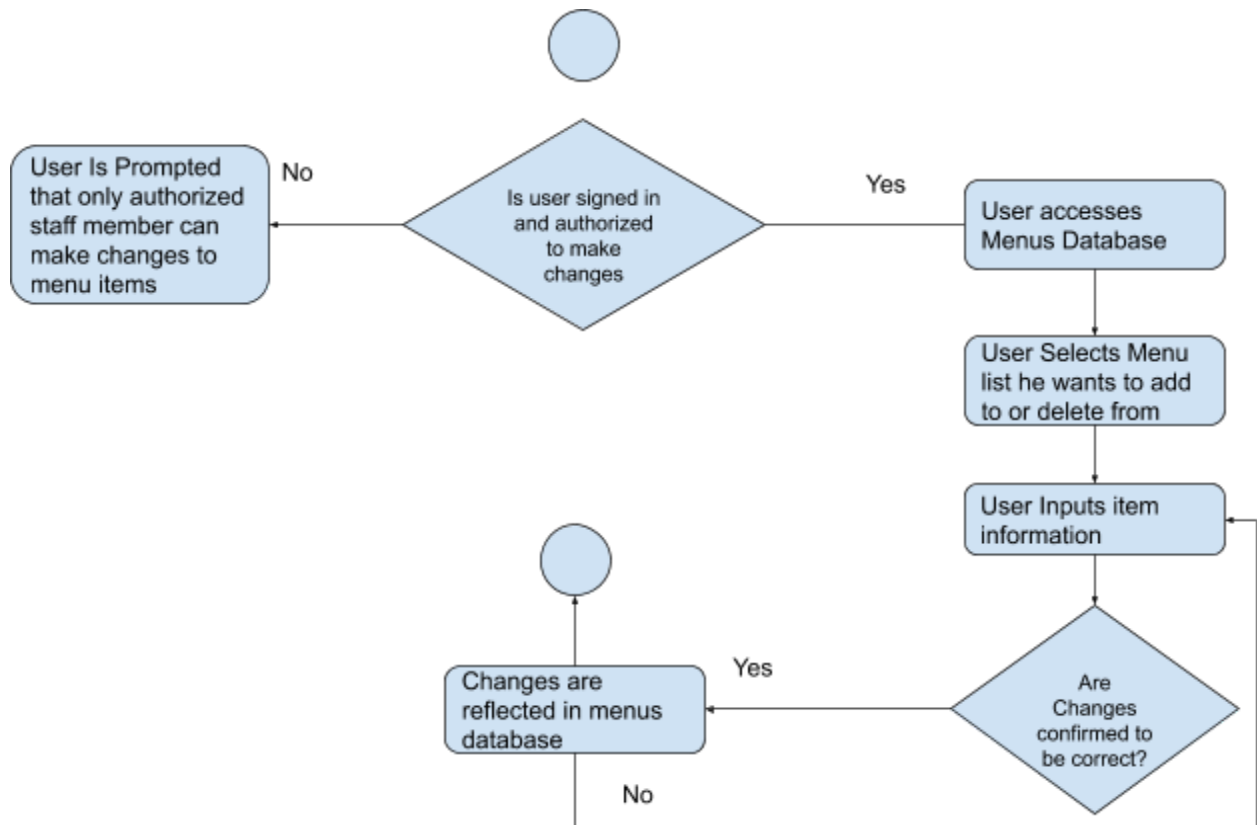 User Is Prompted
that only authorized
staff member can
make changes to
menu items
No
Is user signed in
and authorized
to make
changes
Yes
User accesses
Menus Database
User Selects Menu
list he wants to add
to or delete from
User Inputs item
information
Are
Changes
confirmed to
be correct?
Yes
Changes are
reflected in menus
database
No